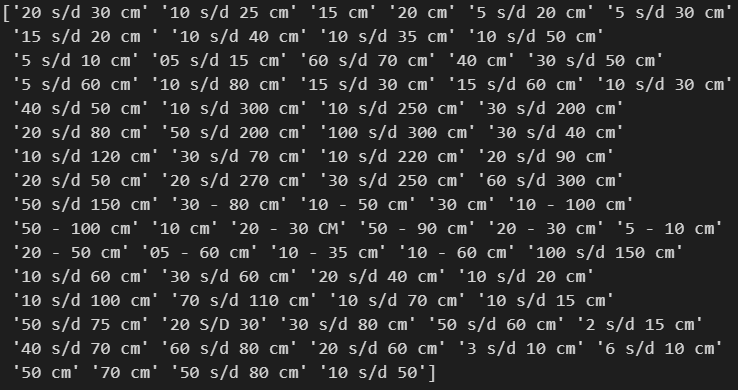 ['20 s/d 30 cm' '10 s/d 25 cm' '15 cm' '20 cm' '5 s/d 20 cm' '5 s/d 30 cm'
'15 s/d 20 cm ' '10 s/d 40 cm' '10 s/d 35 cm' '10 s/d 50 cm'
'5 s/d 10 cm' '05 s/d 15 cm' '60 s/d 70 cm' '40 cm' '30 s/d 50 cm'
'5 s/d 60 cm' '10 s/d 80 cm' '15 s/d 30 cm' '15 s/d 60 cm' '10 s/d 30 cm'
'40 s/d 50 cm' '10 s/d 300 cm' '10 s/d 250 cm' '30 s/d 200 cm'
'20 s/d 80 cm' '50 s/d 200 cm' '100 s/d 300 cm' '30 s/d 40 cm'
'10 s/d 120 cm' '30 s/d 70 cm' '10 s/d 220 cm' '20 s/d 90 cm'
'20 s/d 50 cm' '20 s/d 270 cm' '30 s/d 250 cm' '60 s/d 300 cm'
'50 s/d 150 cm' '30 - 80 cm' '10 - 50 cm' '30 cm' '10 - 100 cm'
'50 - 100 cm' '10 cm' '20 - 30 CM' '50 - 90 cm' '20 - 30 cm' '5 - 10 cm'
'20 - 50 cm' '05 - 60 cm' '10 - 35 cm' '10 - 60 cm' '100 s/d 150 cm'
'10 s/d 60 cm' '30 s/d 60 cm' '20 s/d 40 cm' '10 s/d 20 cm'
'10 s/d 100 cm' '70 s/d 110 cm' '10 s/d 70 cm' '10 s/d 15 cm'
'50 s/d 75 cm' '20 S/D 30' '30 s/d 80 cm' '50 s/d 60 cm' '2 s/d 15 cm'
'40 s/d 70 cm' '60 s/d 80 cm' '20 s/d 60 cm' '3 s/d 10 cm' '6 s/d 10 cm'
'50 cm' '70 cm' '50 s/d 80 cm' '10 s/d 50']